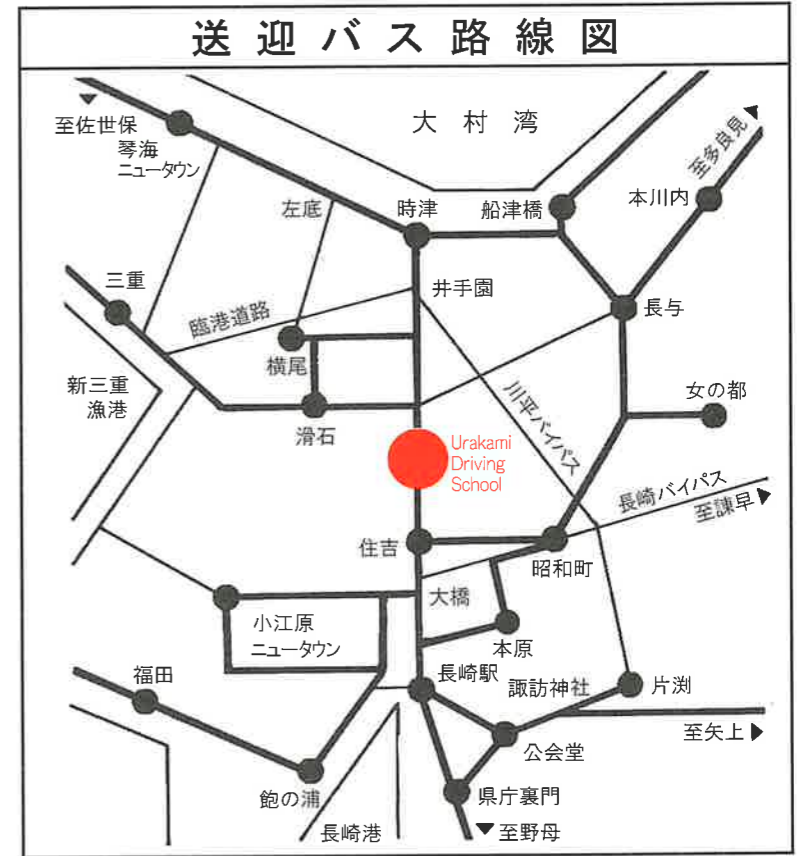 送迎バス路線図
至佐世保
琴海
ニュータウン
大村湾
至多良見
左底
時津
船津橋
本川内
三重
臨港道路
井手園
長与
横尾
新三重
漁港
滑石
川平バイパス
女の都
Urakami
Driving
School
長崎バイパス
至諫早
住吉
昭和町
大橋
小江原
ニュータウン
本原
福田
長崎駅
諏訪神社
片渕
至矢上
公会堂
飽の浦
県庁裏門
長崎港
至野母